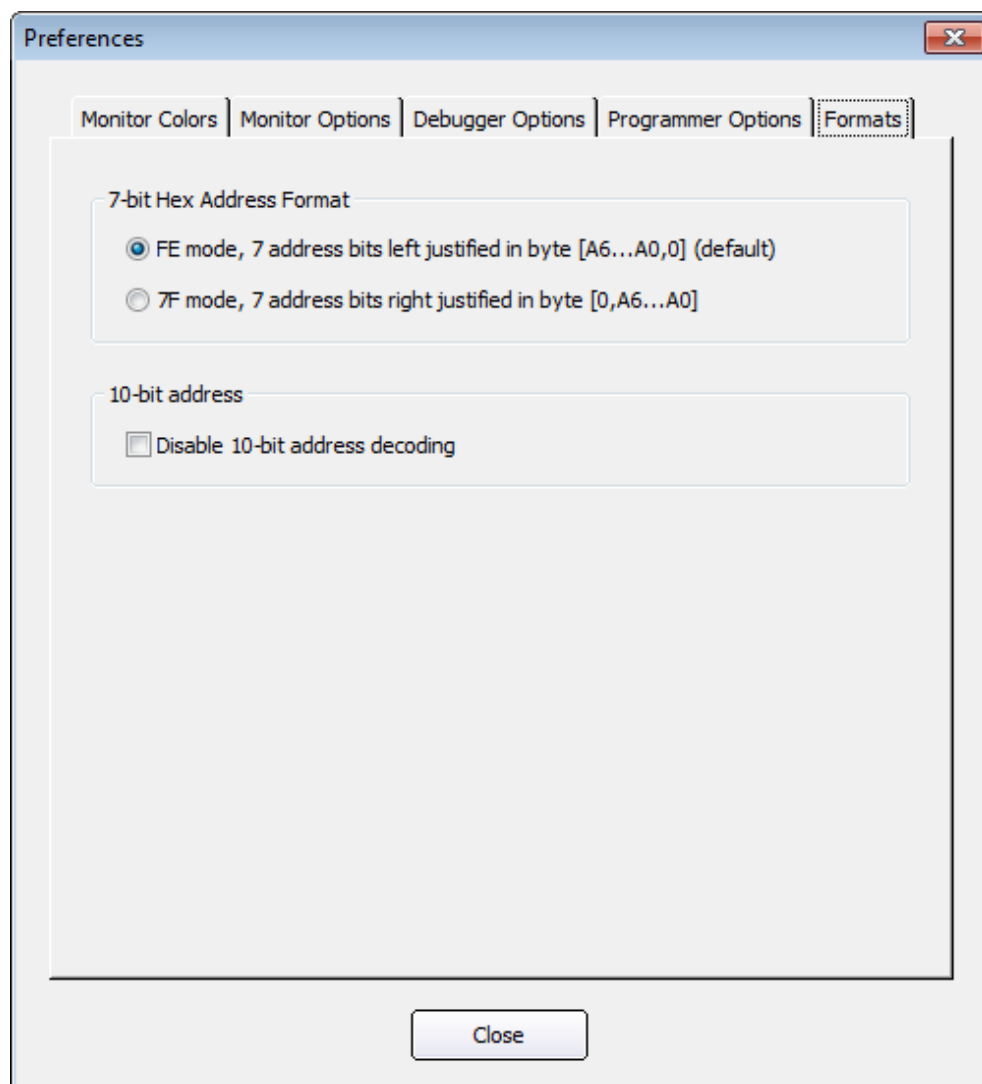 Preferences
Monitor Colors Monitor Options Debugger Options Programmer Options Formats
7-bit Hex Address Format
FE mode, 7 address bits left justified in byte [A6...A0,0] (default)
7F mode, 7 address bits right justified in byte [0,A6...A0]
10-bit address
Disable 10-bit address decoding
Close